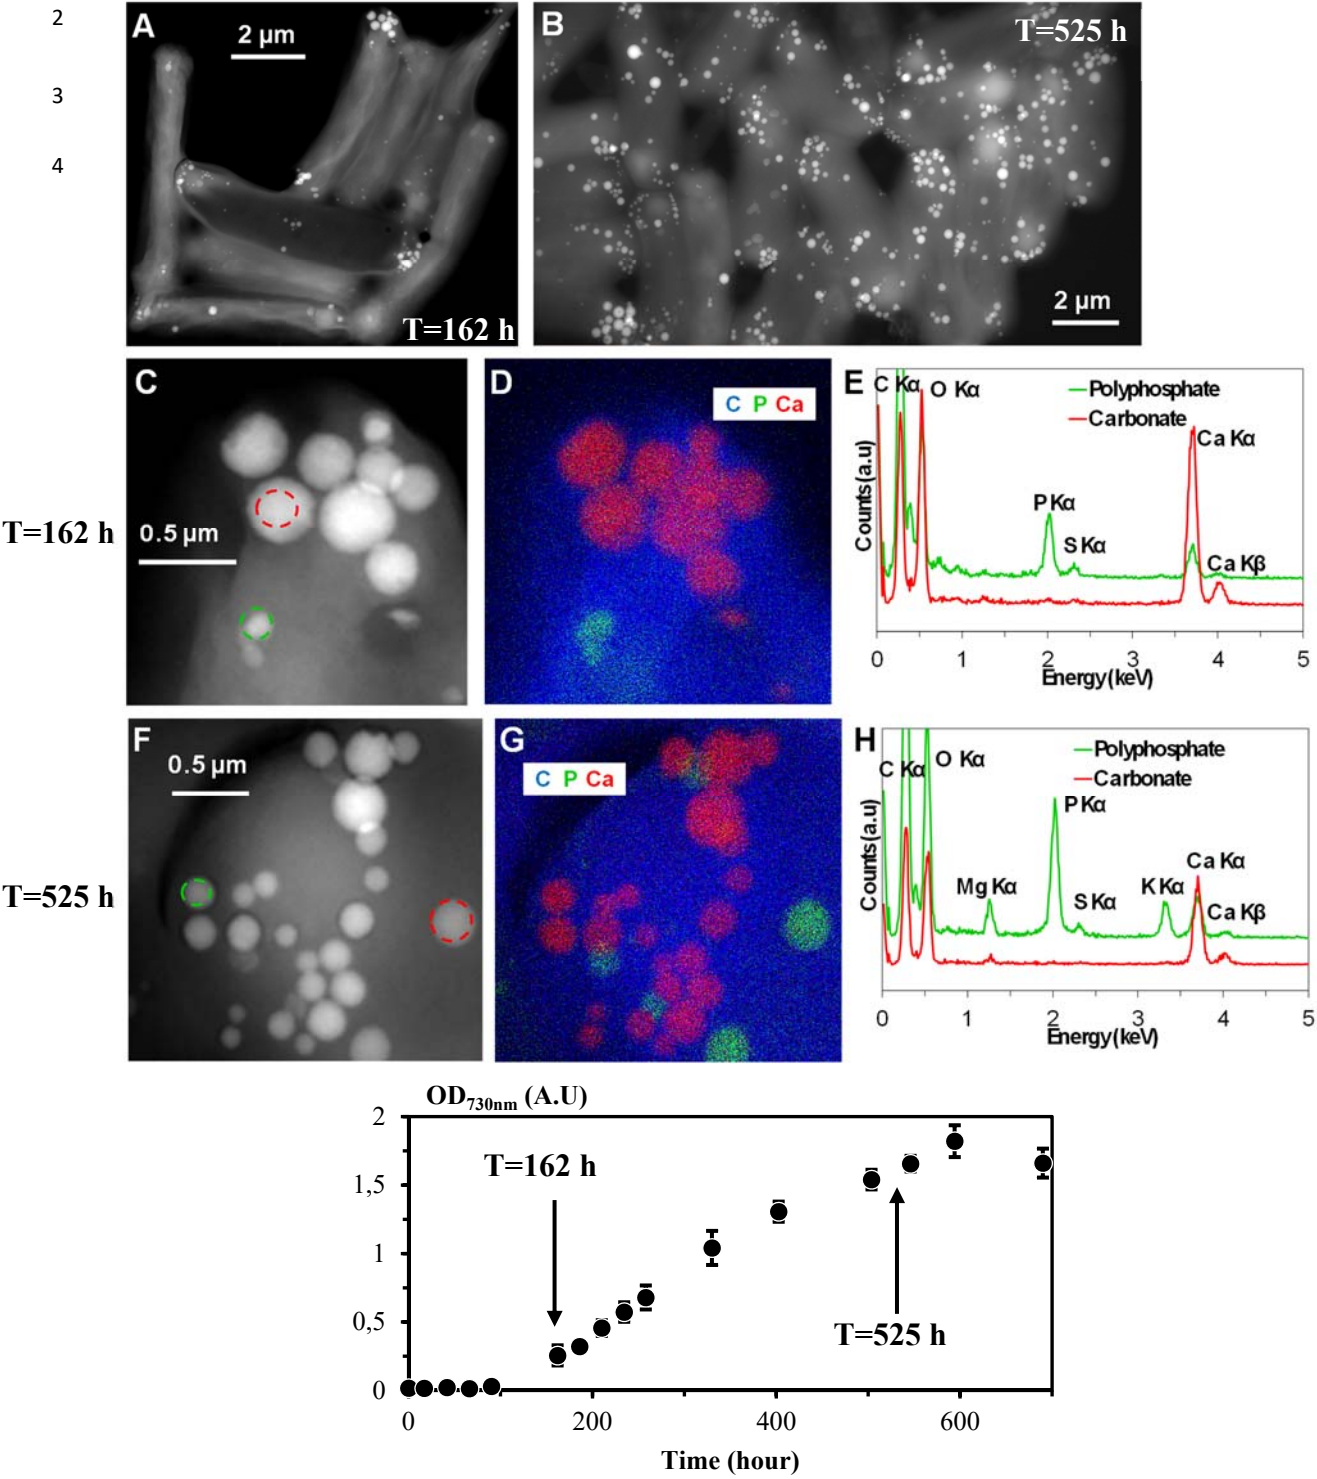 2
3
4
A
2 µm
T=162 h
B
T=525 h
2 µm
C
T=162 h
0.5 µm
D
C P Ca
E
C Kα
O Kα
Polyphosphate
Carbonate
Ca Kα
P Kα
S Kα
Ca Kβ
Counts(a.u)
0 1 2 3 4 5
Energy(keV)
F
T=525 h
0.5 µm
G
C P Ca
H
C Kα
O Kα
Polyphosphate
Carbonate
P Kα
Mg Kα
S Kα
K Kα
Ca Kα
Ca Kβ
Counts(a.u)
0 1 2 3 4 5
Energy(keV)
OD730nm (A.U)
2
1,5
1
0,5
0
T=162 h
T=525 h
0 200 400 600
Time (hour)